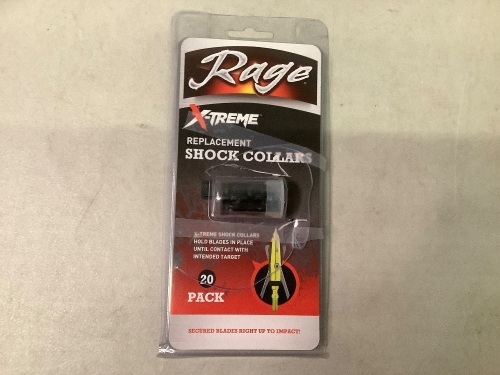 Rage
X-TREME™
REPLACEMENT
SHOCK COLLARS
X-TREME SHOCK COLLARS
HOLD BLADES IN PLACE
UNTIL CONTACT WITH
INTENDED TARGET
20
PACK
SECURED BLADES RIGHT UP TO IMPACT!